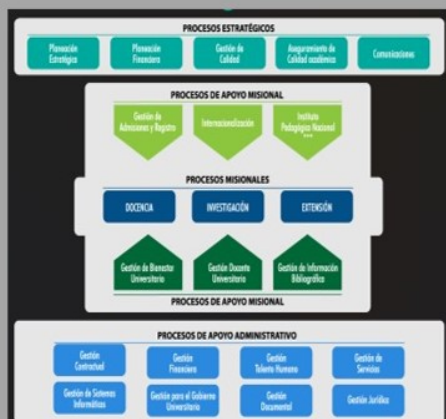 PROCESOS ESTRATÉGICOS
Planeación
Estratégica
Planeación
Financiera
Gestión de
Calidad
Aseguramiento de
Calidad académica
Comunicaciones
PROCESOS DE APOYO MISIONAL
Gestión de
Admisiones y Registro
Internacionalización
Instituto
Pedagógico Nacional
***
PROCESOS MISIONALES
DOCENCIA
INVESTIGACIÓN
EXTENSIÓN
Gestión de Bienestar
Universitario
Gestión Docente
Universitario
Gestión de Información
Bibliográfica
PROCESOS DE APOYO MISIONAL
PROCESOS DE APOYO ADMINISTRATIVO
Gestión
Contractual
Gestión
Financiera
Gestión
Talento Humano
Gestión de
Servicios
Gestión de Sistemas
Informáticos
Gestión para el Gobierno
Universitario
Gestión
Documental
Gestión Jurídica